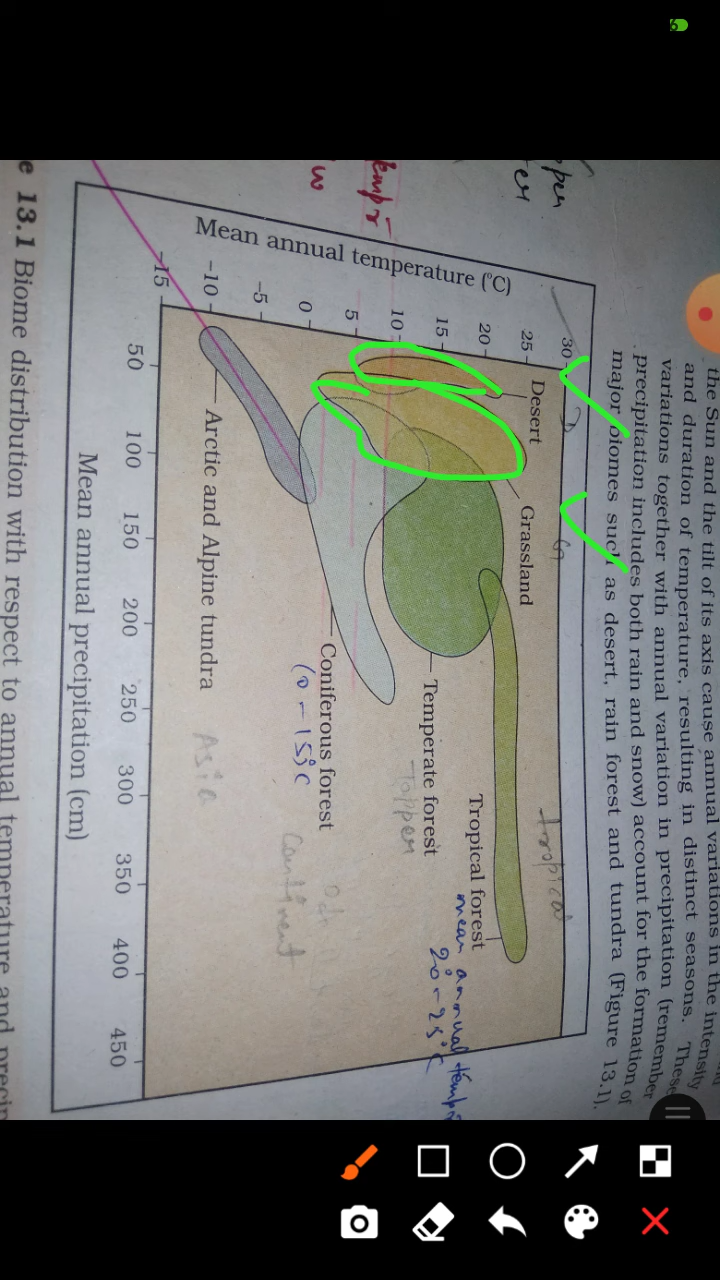 the Sun and the tilt of its axis cause annual variations in the intensity
and duration of temperature, resulting in distinct seasons. These
variations together with annual variation in precipitation (remember
precipitation includes both rain and snow) account for the formation of
major biomes such as desert, rain forest and tundra (Figure 13.1).
Mean annual temperature (°C)
30
25
20
15
10
5
0
-5
-10
-15
Desert
Grassland
tropical
Tropical forest
mean annual temp
20-25°C
Temperate forest
Topper
Coniferous forest
(0-15)°C
Continent
Arctic and Alpine tundra
Asia
50 100 150 200 250 300 350 400 450
Mean annual precipitation (cm)
13.1 Biome distribution with respect to annual temperature and